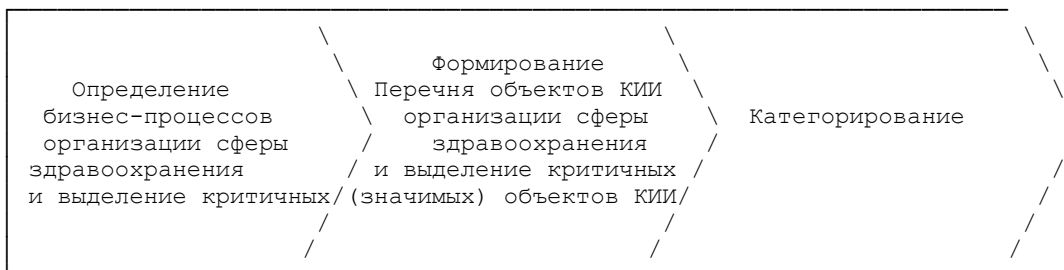 Определение
бизнес-процессов
организации сферы
здравоохранения
и выделение критичных
Формирование
Перечня объектов КИИ
организации сферы
здравоохранения
и выделение критичных
(значимых) объектов КИИ
Категорирование